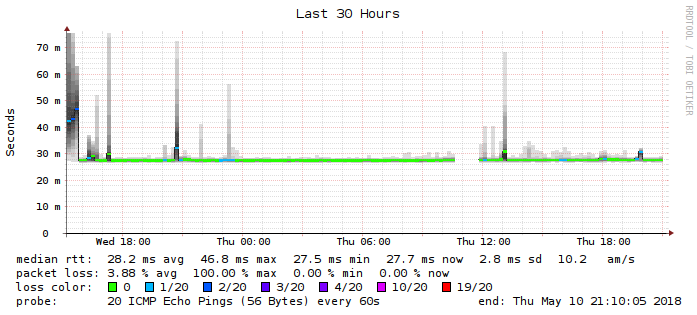 Last 30 Hours
RRDTOOL / TOBI OETIKER
Seconds
70 m
60 m
50 m
40 m
30 m
20 m
10 m
0
Wed 18:00 Thu 00:00 Thu 06:00 Thu 12:00 Thu 18:00
median rtt: 28.2 ms avg 46.8 ms max 27.5 ms min 27.7 ms now 2.8 ms sd 10.2 am/s
packet loss: 3.88 % avg 100.00 % max 0.00 % min 0.00 % now
loss color: 0 1/20 2/20 3/20 4/20 10/20 19/20
probe: 20 ICMP Echo Pings (56 Bytes) every 60s end: Thu May 10 21:10:05 2018